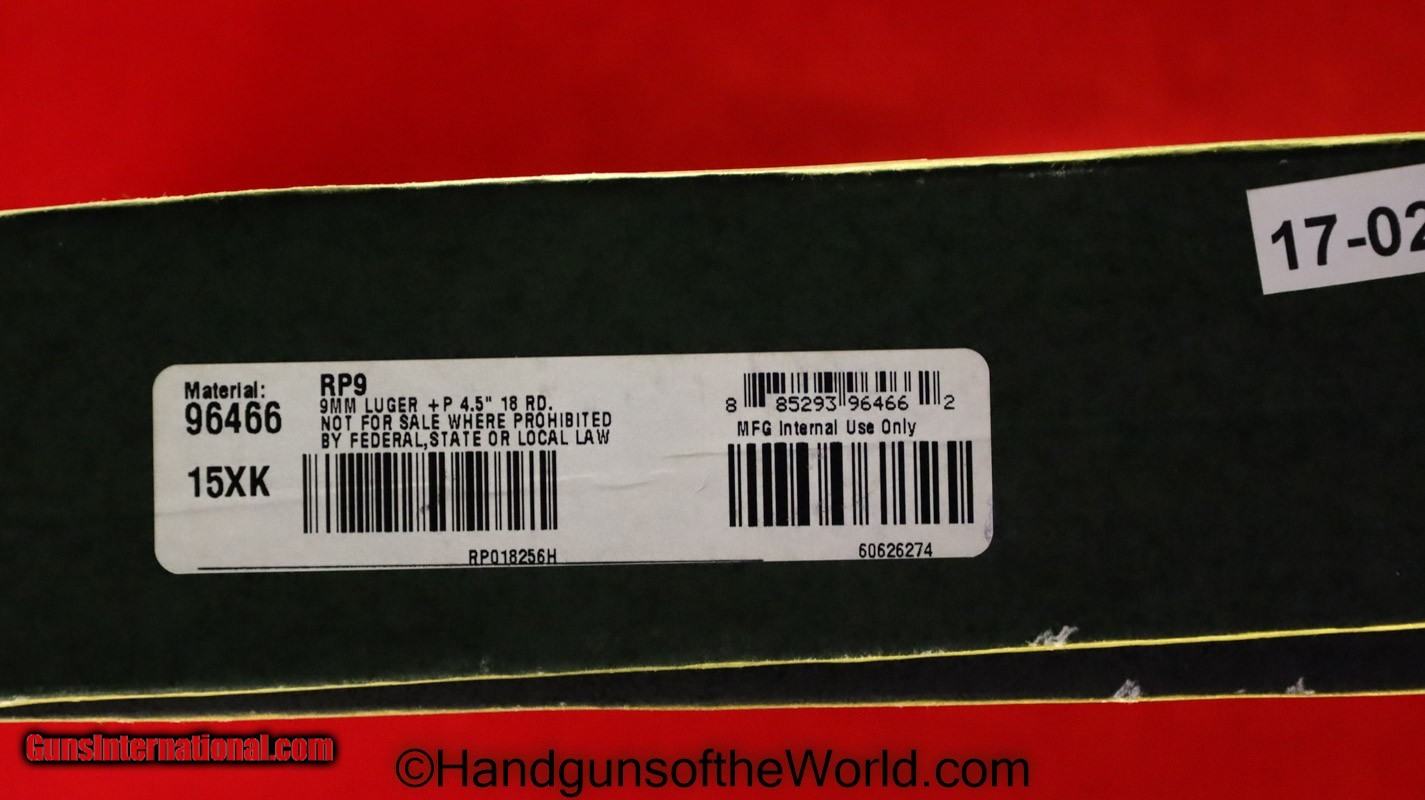 17-02
Material:
96466
15XK
RP9
9MM LUGER +P 4.5" 18 RD.
NOT FOR SALE WHERE PROHIBITED
BY FEDERAL,STATE OR LOCAL LAW
RP018256H
8 85293 96466 2
MFG Internal Use Only
60626274
GunsInternational.com
©HandgunsoftheWorld.com